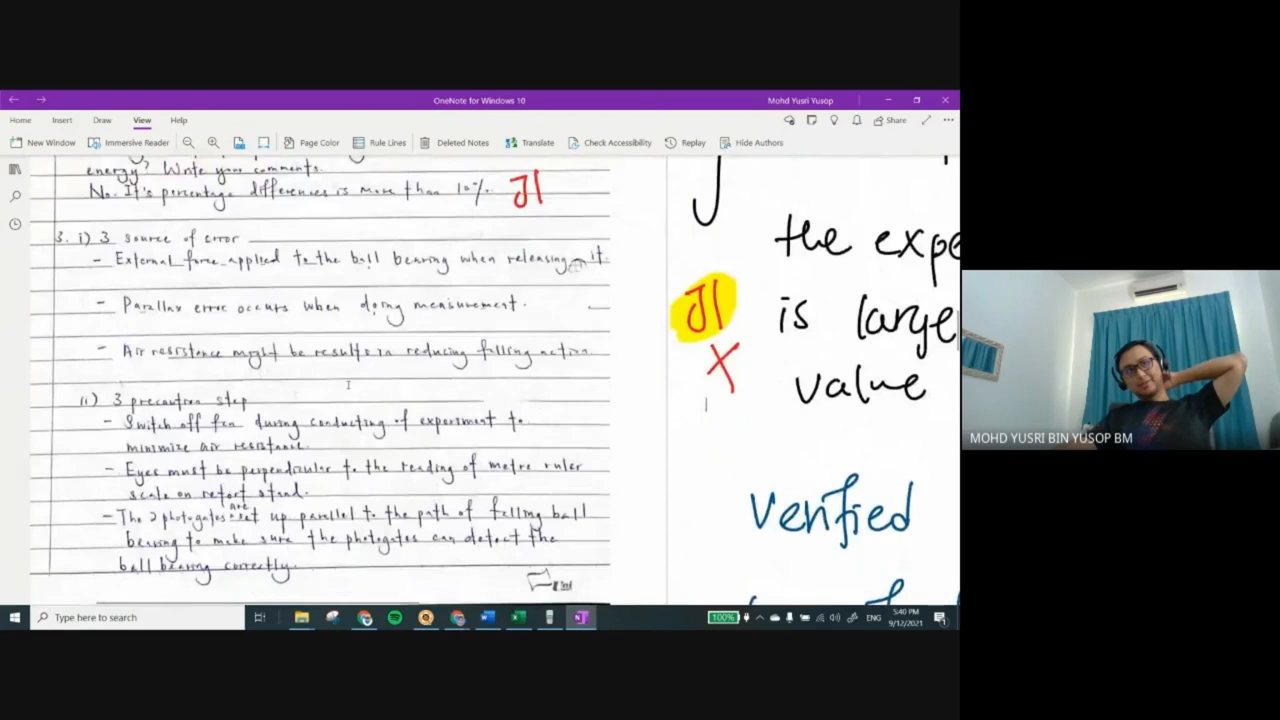 OneNote for Windows 10
Mohd Yusri Yusop
Home Insert Draw View Help
Share
New Window Immersive Reader Page Color Rule Lines Deleted Notes Translate Check Accessibility Replay Hide Authors
energy? Write your comments.
No. It's percentage differences is more than 10%. J1
3. i) 3 source of error
- External force applied to the ball bearing when releasing it.
- Parallax error occurs when doing measurement.
- Air resistance might be results in reducing falling action.
ii) 3 precaution step
- Switch off fan during conducting of experiment to
minimize air resistance.
- Eyes must be perpendicular to the reading of metre ruler
scale on retort stand.
- The 2 photogates are set up parallel to the path of falling ball
bearing to make sure the photogates can detect the
ball bearing correctly.
the expe
J1 is large
X value
Verified
MOHD YUSRI BIN YUSOP BM
Type here to search
100%
ENG
5:40 PM
9/12/2021